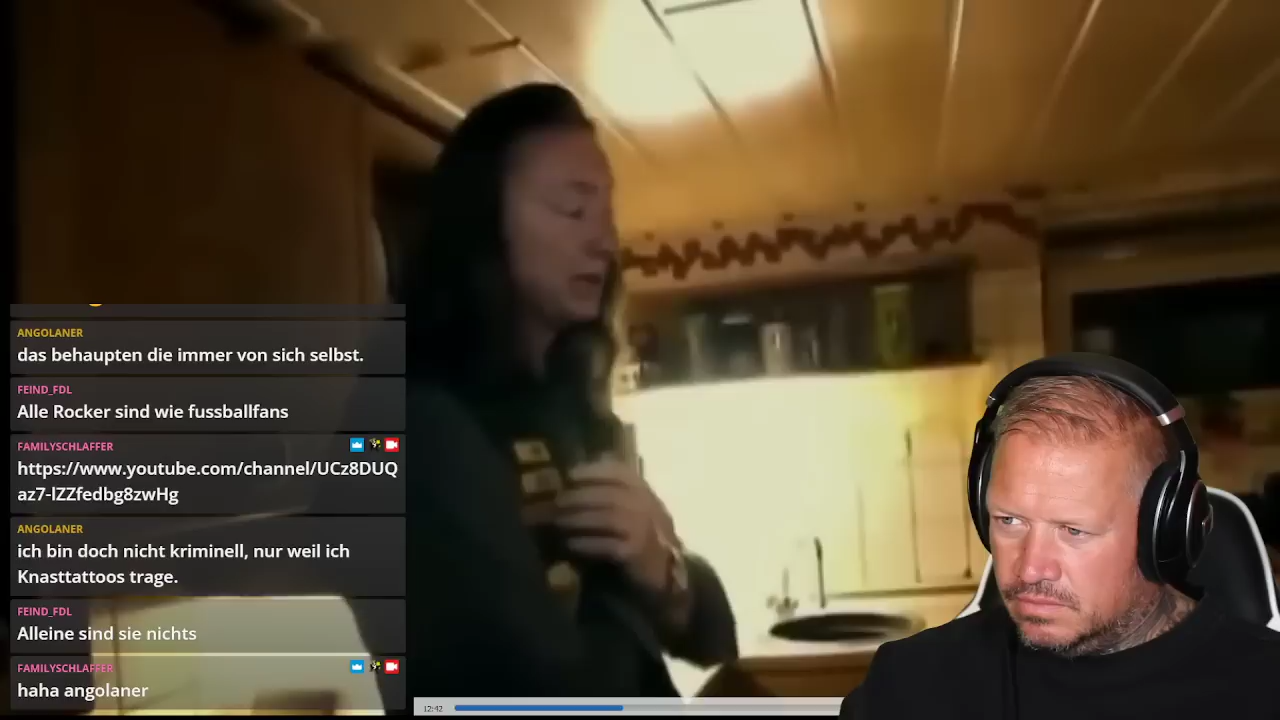 ANGOLANER
das behaupten die immer von sich selbst.
FEIND_FDL
Alle Rocker sind wie fussballfans
FAMILYSCHLAFFER
https://www.youtube.com/channel/UCz8DUQ
az7-lZZfedbg8zwHg
ANGOLANER
ich bin doch nicht kriminell, nur weil ich
Knasttattoos trage.
FEIND_FDL
Alleine sind sie nichts
FAMILYSCHLAFFER
haha angolaner
12:42